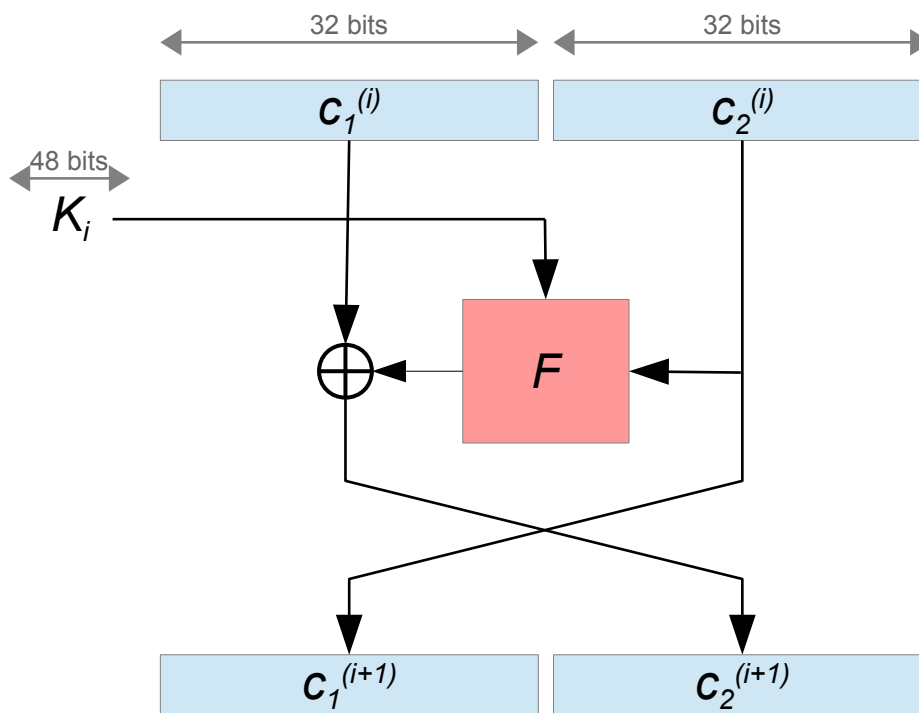 32 bits 32 bits
c₁⁽ⁱ⁾ c₂⁽ⁱ⁾
48 bits
Kᵢ
F
c₁⁽ⁱ⁺¹⁾ c₂⁽ⁱ⁺¹⁾